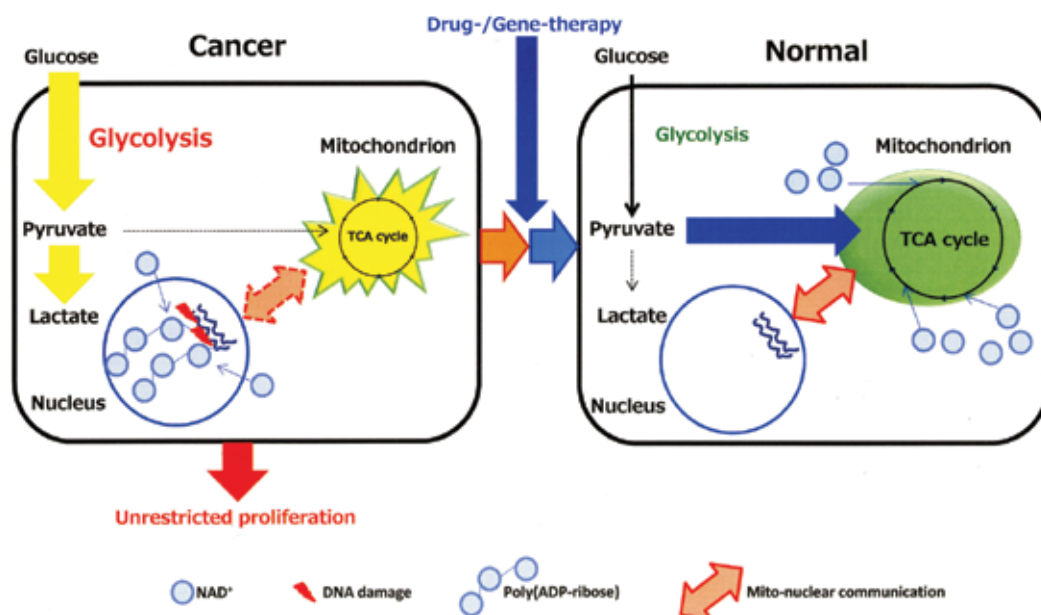 Drug-/Gene-therapy
Cancer
Glucose
Glycolysis
Mitochondrion
Pyruvate
TCA cycle
Lactate
Nucleus
Unrestricted proliferation
Normal
Glucose
Glycolysis
Mitochondrion
Pyruvate
TCA cycle
Lactate
Nucleus
NAD⁺
DNA damage
Poly(ADP-ribose)
Mito-nuclear communication